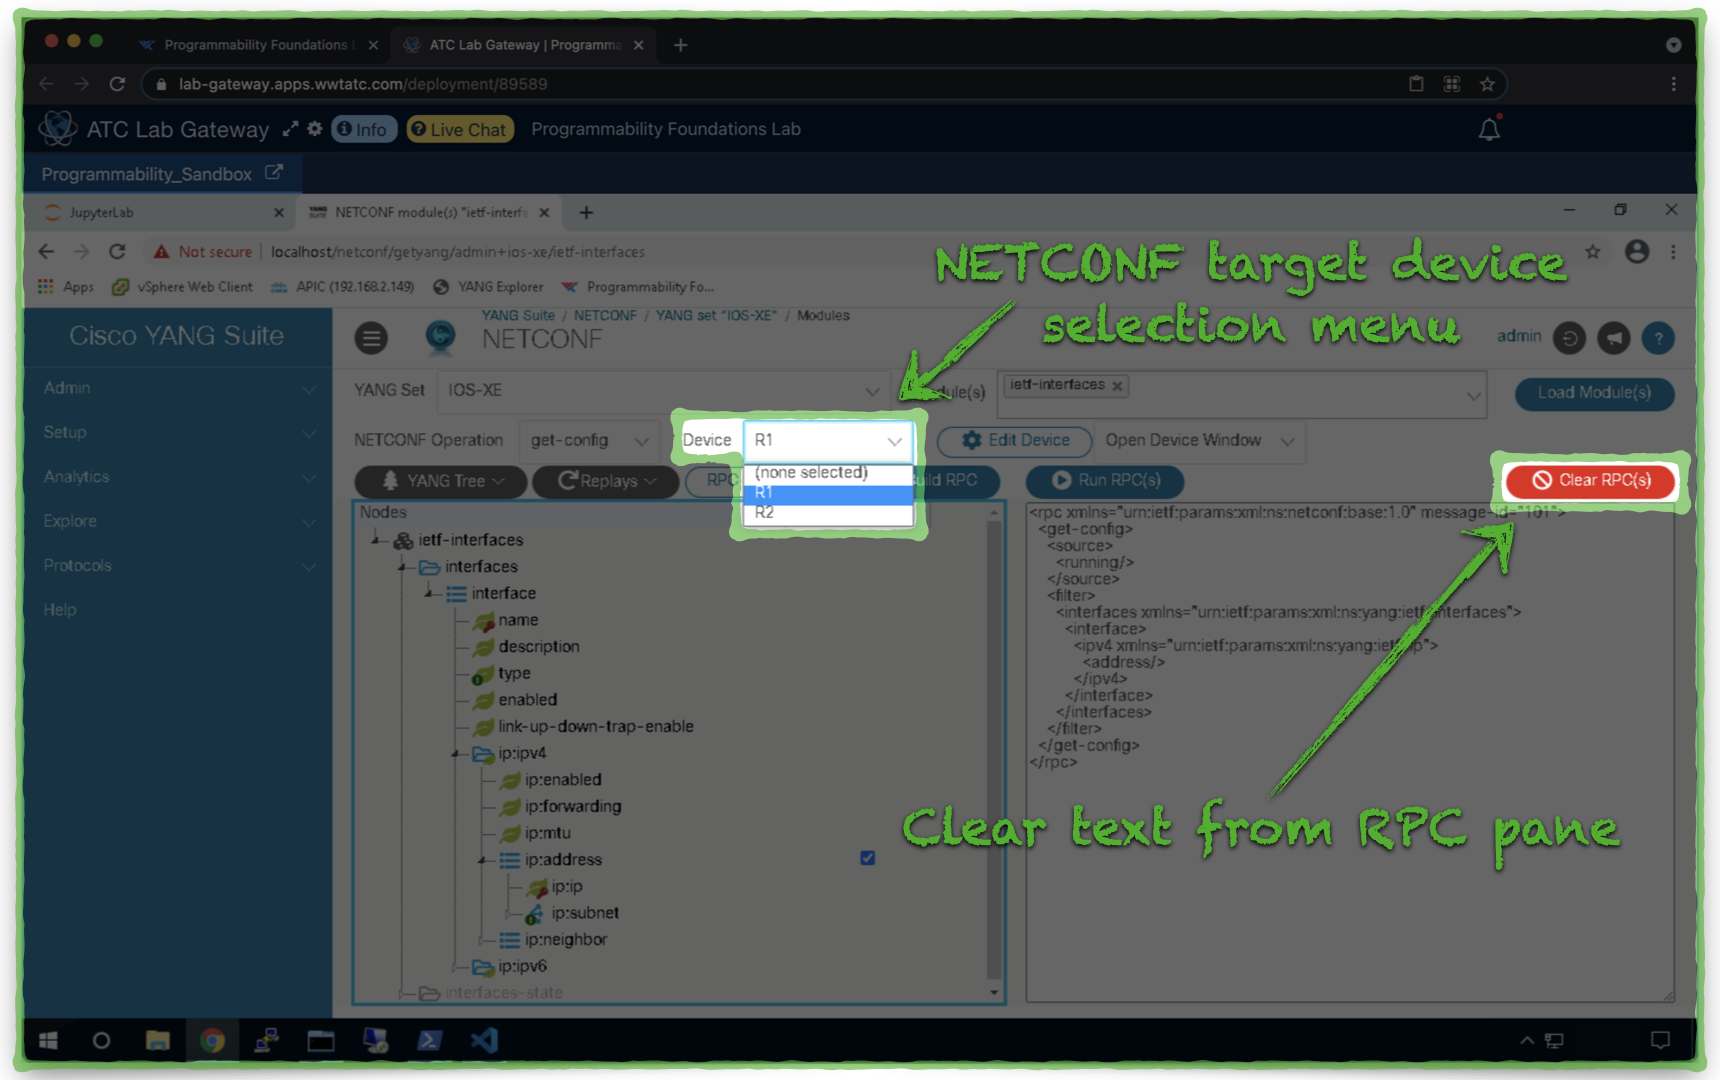 Programmability Foundations L
ATC Lab Gateway | Programma
lab-gateway.apps.wwtatc.com/deployment/89589
ATC Lab Gateway Info Live Chat Programmability Foundations Lab
Programmability_Sandbox
JupyterLab
NETCONF module(s) "ietf-interfa
Not secure localhost/netconf/getyang/admin+ios-xe/ietf-interfaces
Apps vSphere Web Client APIC (192.168.2.149) YANG Explorer Programmability Fo...
NETCONF target device
selection menu
Cisco YANG Suite
YANG Suite / NETCONF / YANG set "IOS-XE" / Modules
NETCONF
admin
Admin
Setup
Analytics
Explore
Protocols
Help
YANG Set IOS-XE
dule(s) ietf-interfaces
Load Module(s)
NETCONF Operation get-config Device R1 Edit Device Open Device Window
(none selected)
R1
R2
YANG Tree Replays RPC uild RPC Run RPC(s) Clear RPC(s)
Nodes
ietf-interfaces
interfaces
interface
name
description
type
enabled
link-up-down-trap-enable
ip:ipv4
ip:enabled
ip:forwarding
ip:mtu
ip:address
ip:ip
ip:subnet
ip:neighbor
ip:ipv6
interfaces-state
<rpc xmlns="urn:ietf:params:xml:ns:netconf:base:1.0" message-id="101">
<get-config>
<source>
<running/>
</source>
<filter>
<interfaces xmlns="urn:ietf:params:xml:ns:yang:ietf-interfaces">
<interface>
<ipv4 xmlns="urn:ietf:params:xml:ns:yang:ietf-ip">
<address/>
</ipv4>
</interface>
</interfaces>
</filter>
</get-config>
</rpc>
Clear text from RPC pane